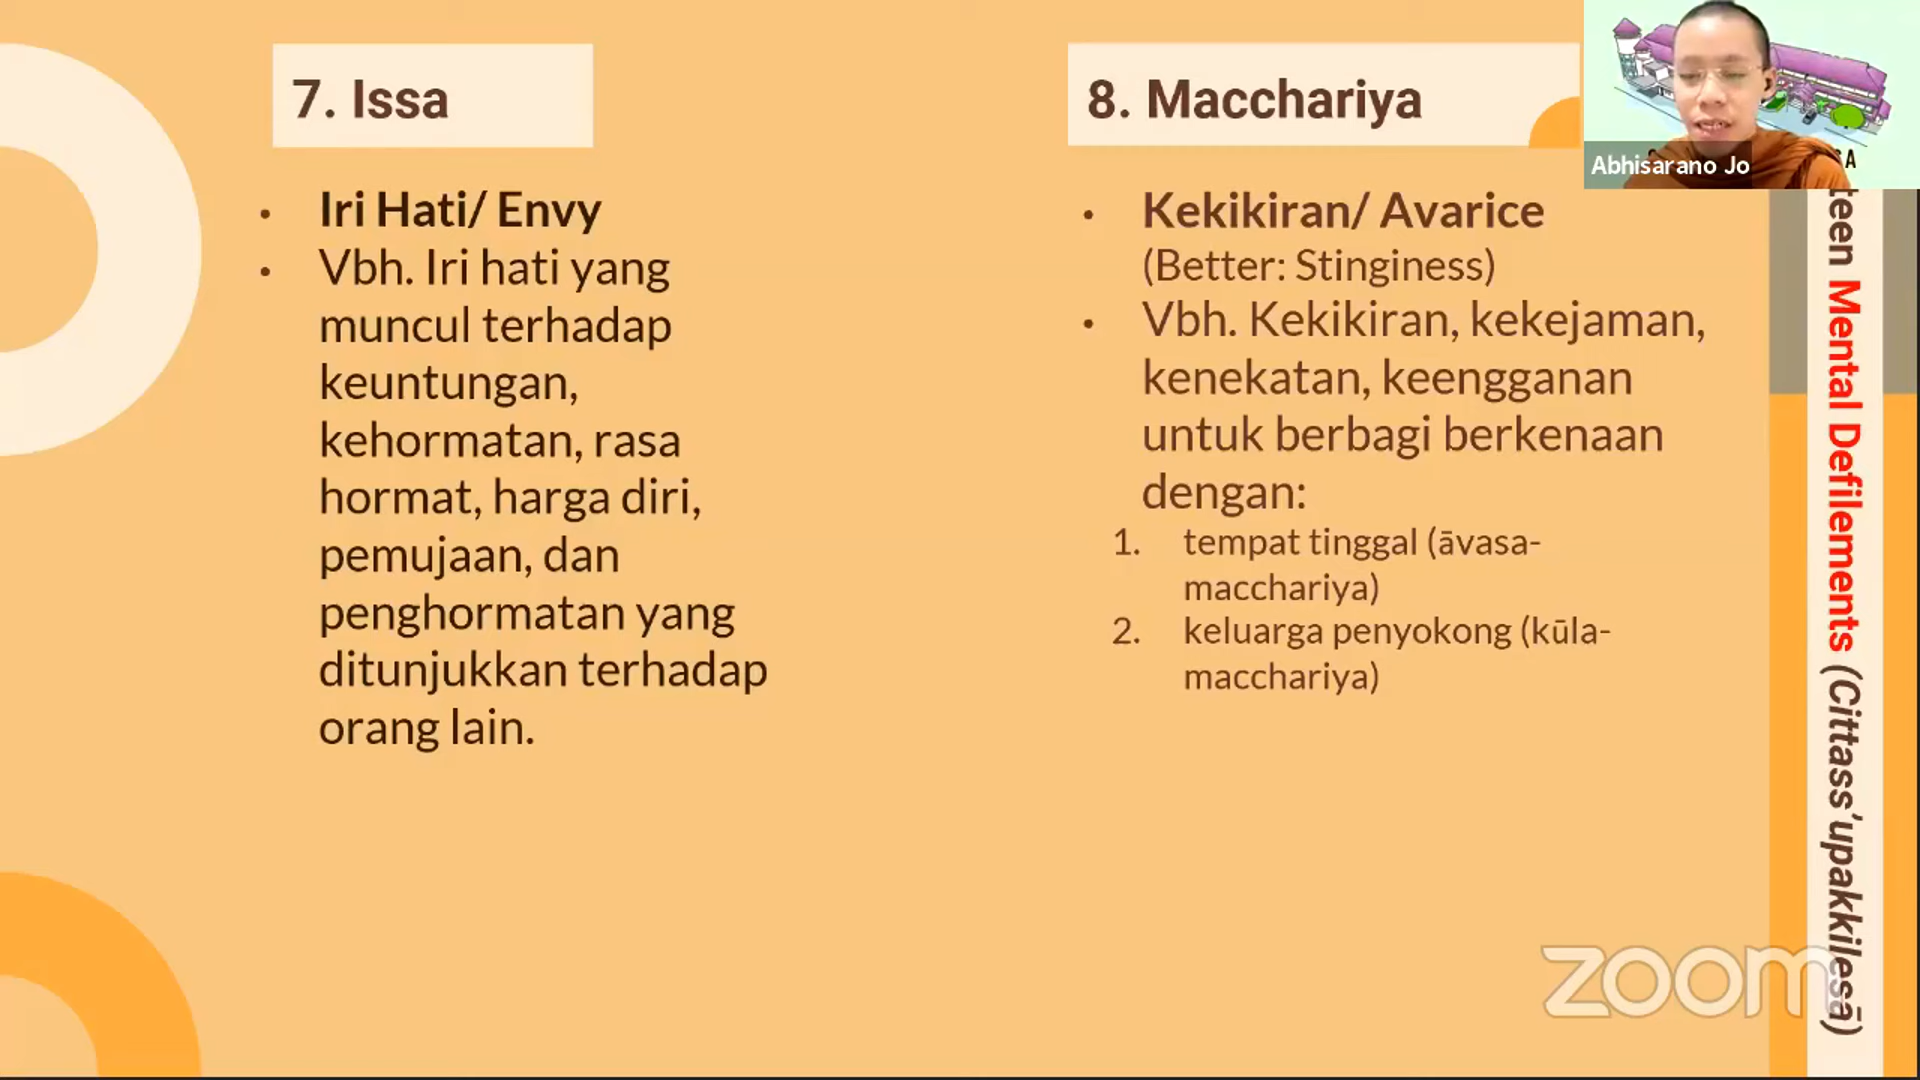 7. Issa
Iri Hati/ Envy
Vbh. Iri hati yang
muncul terhadap
keuntungan,
kehormatan, rasa
hormat, harga diri,
pemujaan, dan
penghormatan yang
ditunjukkan terhadap
orang lain.
8. Macchariya
Kekikiran/ Avarice
(Better: Stinginess)
Vbh. Kekikiran, kekejaman,
kenekatan, keengganan
untuk berbagi berkenaan
dengan:
1. tempat tinggal (āvasa-
macchariya)
2. keluarga penyokong (kūla-
macchariya)
Abhisarano Jo
teen Mental Defilements (Cittass'upakkilesā)
zoom